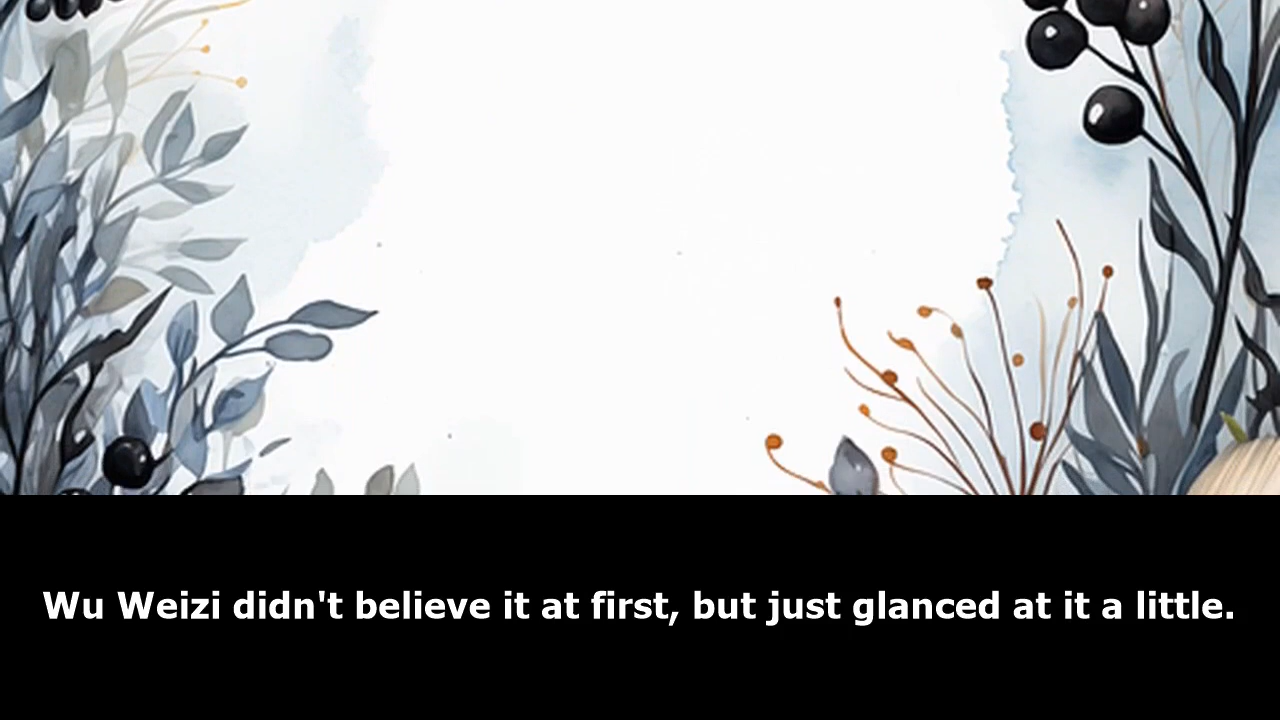 Wu Weizi didn't believe it at first, but just glanced at it a little.